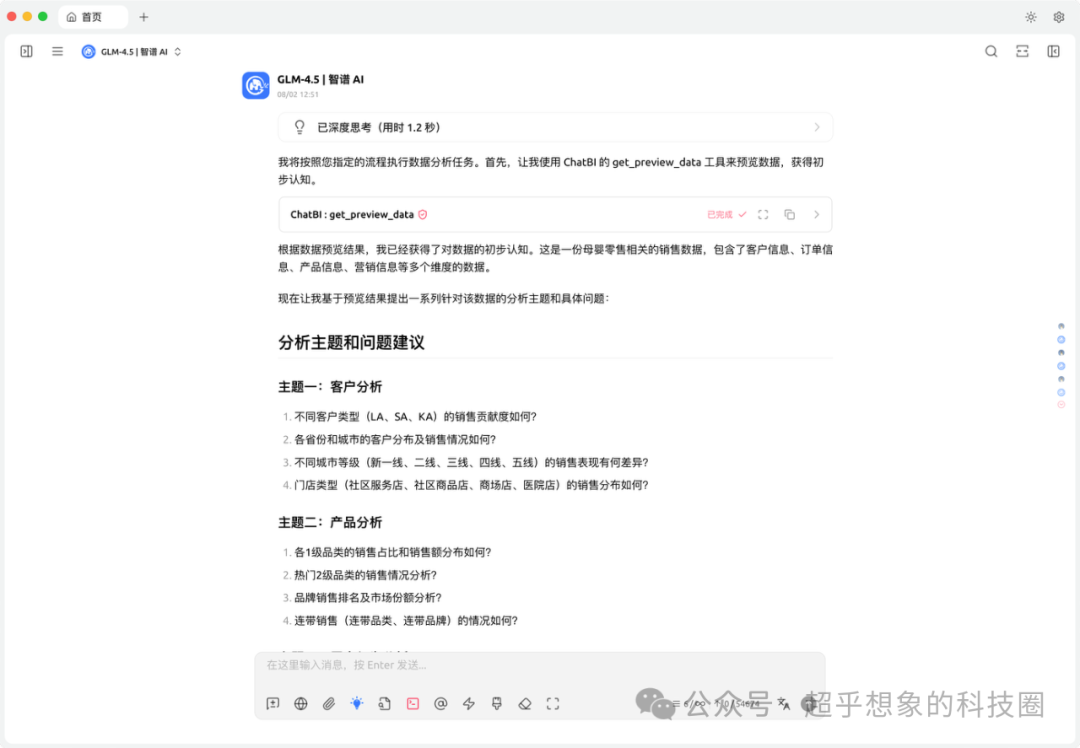 首页
GLM-4.5 | 智谱 AI
GLM-4.5 | 智谱 AI
08/02 12:51
已深度思考（用时 1.2 秒）
我将按照您指定的流程执行数据分析任务。首先，让我使用 ChatBI 的 get_preview_data 工具来预览数据，获得初
步认知。
ChatBI : get_preview_data
已完成
根据数据预览结果，我已经获得了对数据的初步认知。这是一份母婴零售相关的销售数据，包含了客户信息、订单信
息、产品信息、营销信息等多个维度的数据。
现在让我基于预览结果提出一系列针对该数据的分析主题和具体问题：
分析主题和问题建议
主题一：客户分析
1. 不同客户类型（LA、SA、KA）的销售贡献度如何？
2. 各省份和城市的客户分布及销售情况如何？
3. 不同城市等级（新一线、二线、三线、四线、五线）的销售表现有何差异？
4. 门店类型（社区服务店、社区商品店、商场店、医院店）的销售分布如何？
主题二：产品分析
1. 各1级品类的销售占比和销售额分布如何？
2. 热门2级品类的销售情况分析？
3. 品牌销售排名及市场份额分析？
4. 连带销售（连带品类、连带品牌）的情况如何？
在这里输入消息，按 Enter 发送...
公众号 · 超乎想象的科技圈